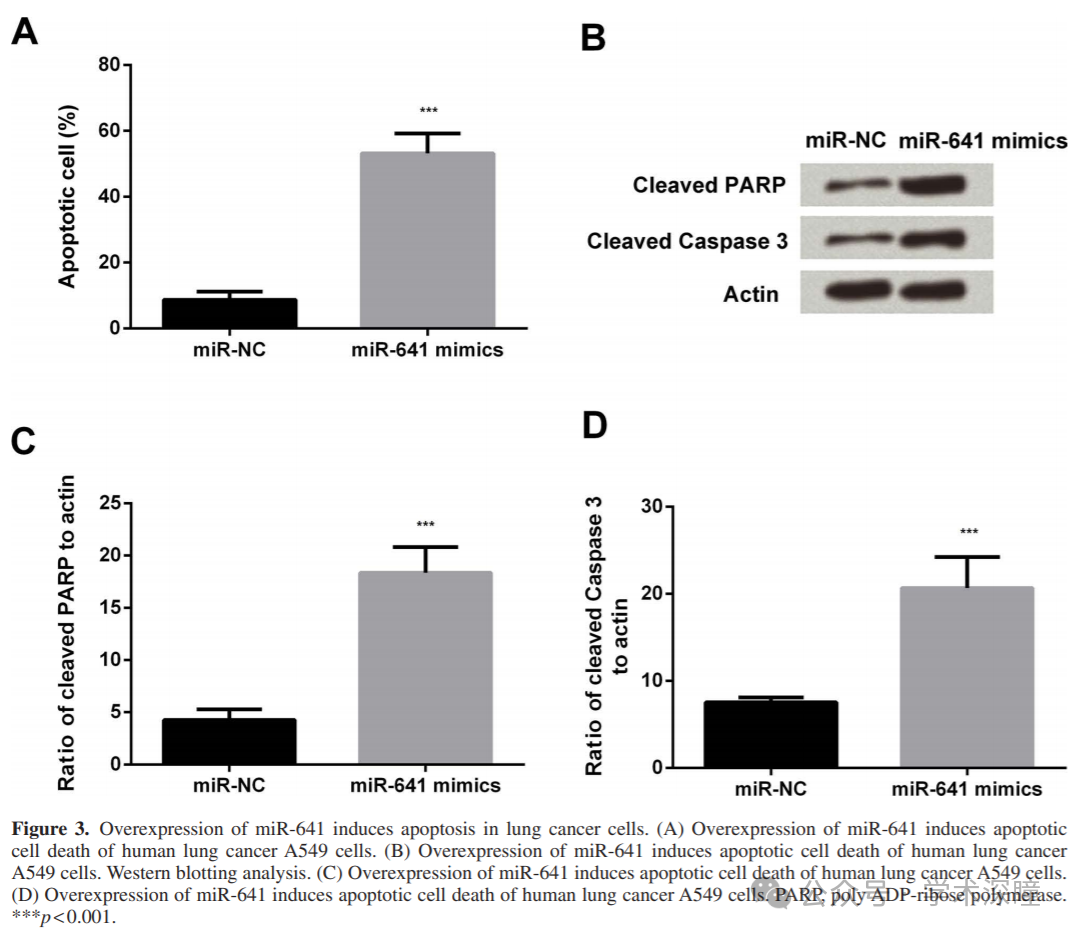 A
80
60
40
20
0
Apoptotic cell (%)
***
miR-NC
miR-641 mimics
B
miR-NC miR-641 mimics
Cleaved PARP
Cleaved Caspase 3
Actin
C
25
20
15
10
5
0
Ratio of cleaved PARP to actin
***
miR-NC
miR-641 mimics
D
30
20
10
0
Ratio of cleaved Caspase 3
to actin
***
miR-NC
miR-641 mimics
Figure 3. Overexpression of miR-641 induces apoptosis in lung cancer cells. (A) Overexpression of miR-641 induces apoptotic
cell death of human lung cancer A549 cells. (B) Overexpression of miR-641 induces apoptotic cell death of human lung cancer
A549 cells. Western blotting analysis. (C) Overexpression of miR-641 induces apoptotic cell death of human lung cancer A549 cells.
(D) Overexpression of miR-641 induces apoptotic cell death of human lung cancer A549 cells. PARP, poly ADP-ribose polymerase.
***p<0.001.
公众号 · 学术深瞳